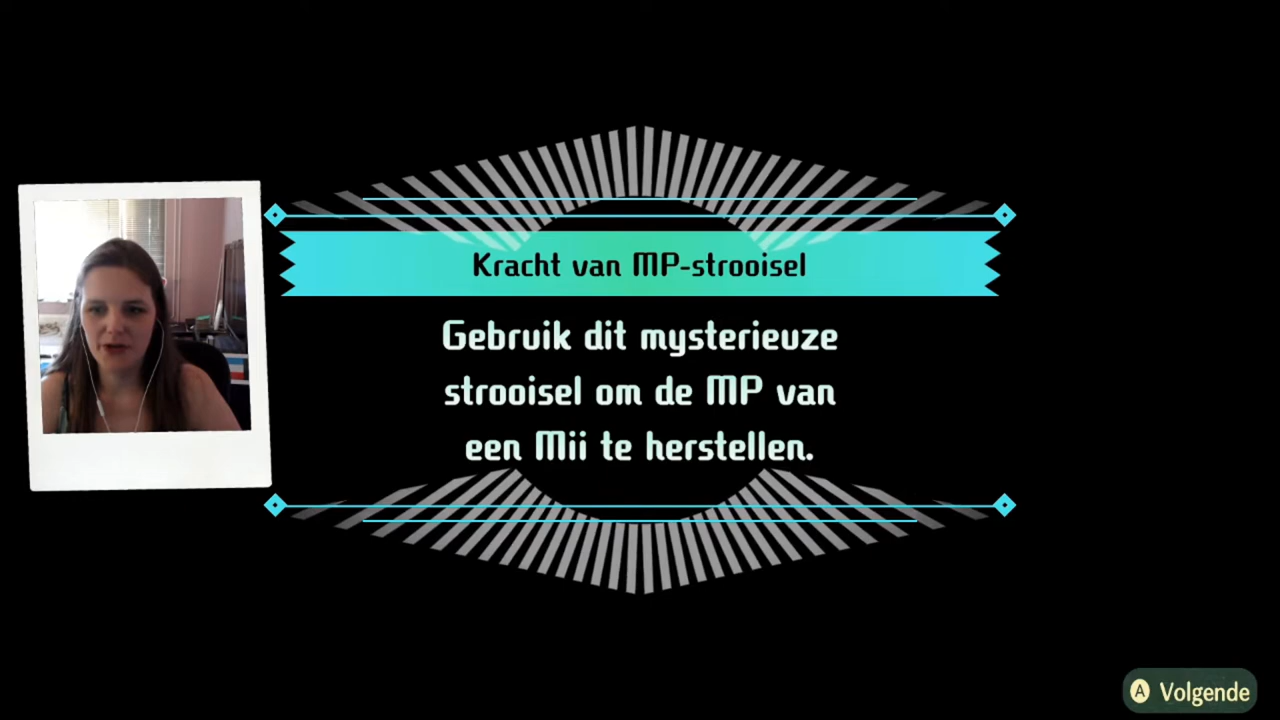 Kracht van MP-strooisel
Gebruik dit mysterieuze
strooisel om de MP van
een Mii te herstellen.
A Volgende